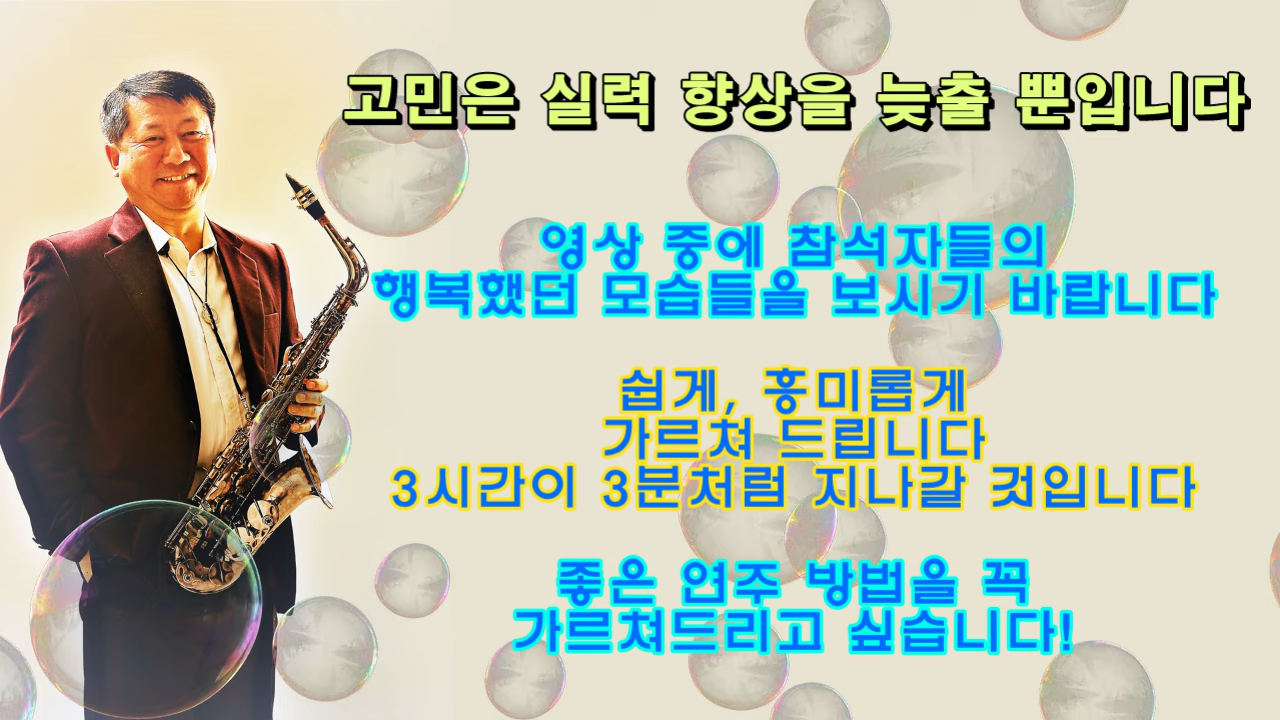 고민은 실력 향상을 늦출 뿐입니다
영상 중에 참석자들의
행복했던 모습들을 보시기 바랍니다
쉽게, 흥미롭게
가르쳐 드립니다
3시간이 3분처럼 지나갈 것입니다
좋은 연주 방법을 꼭
가르쳐드리고 싶습니다!